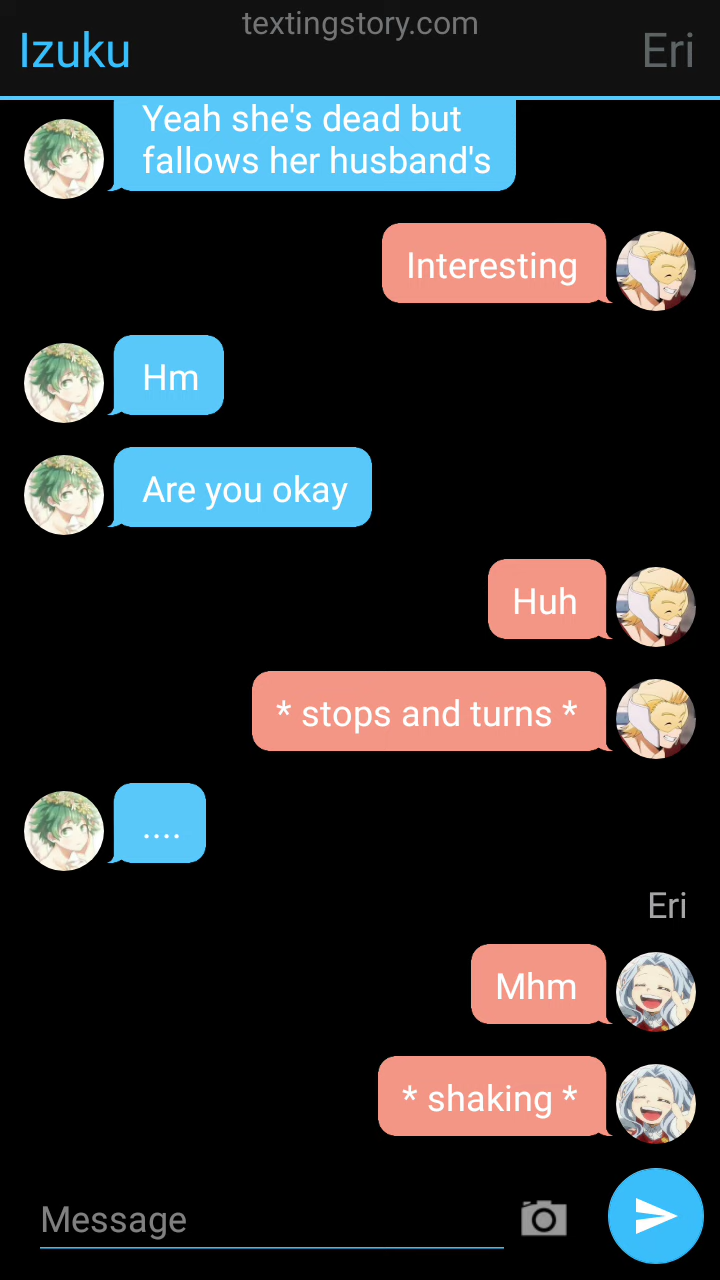 textingstory.com
Izuku
Eri
Yeah she's dead but
fallows her husband's
Interesting
Hm
Are you okay
Huh
* stops and turns *
....
Eri
Mhm
* shaking *
Message